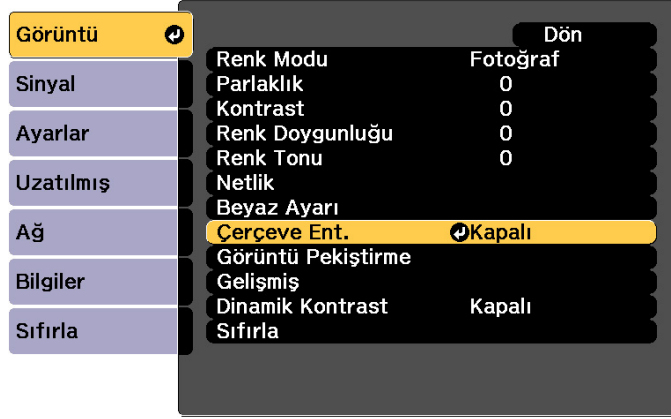 Görüntü
Sinyal
Ayarlar
Uzatılmış
Ağ
Bilgiler
Sıfırla
Dön
Renk Modu Fotoğraf
Parlaklık 0
Kontrast 0
Renk Doygunluğu 0
Renk Tonu 0
Netlik
Beyaz Ayarı
Çerçeve Ent. Kapalı
Görüntü Pekiştirme
Gelişmiş
Dinamik Kontrast Kapalı
Sıfırla